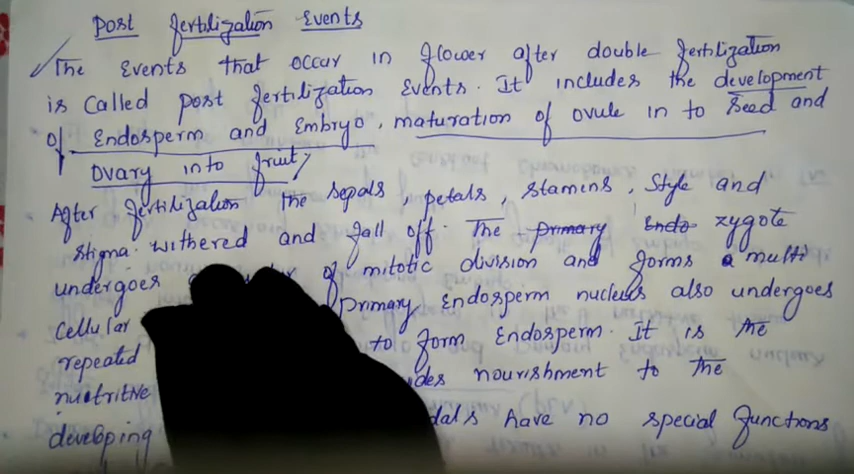 Post fertilization Events
The Events that occur in flower after double fertilization
is called post fertilization Events. It includes the development
of Endosperm and Embryo, maturation of ovule in to Seed and
Ovary into fruit
After fertilization the sepals, petals, stamens, Style and
stigma withered and fall off. The primary Endo zygote
undergoes of mitotic division and forms a multi
cellular primary Endosperm nucleus also undergoes
repeated to form Endosperm. It is the
nutritive nourishment to the
developing have no special functions